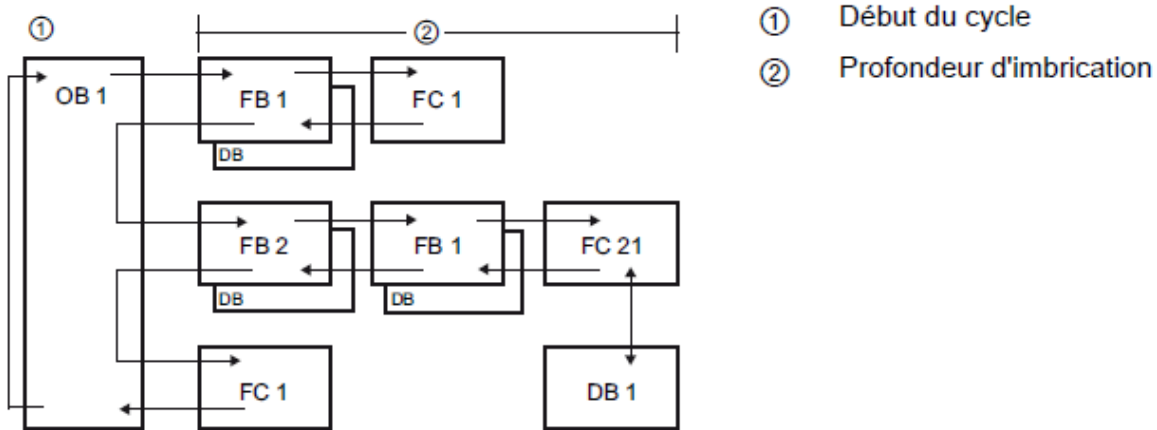 ① ②
① Début du cycle
② Profondeur d'imbrication
OB 1 FB 1 FC 1
DB
FB 2 FB 1 FC 21
DB DB
FC 1 DB 1